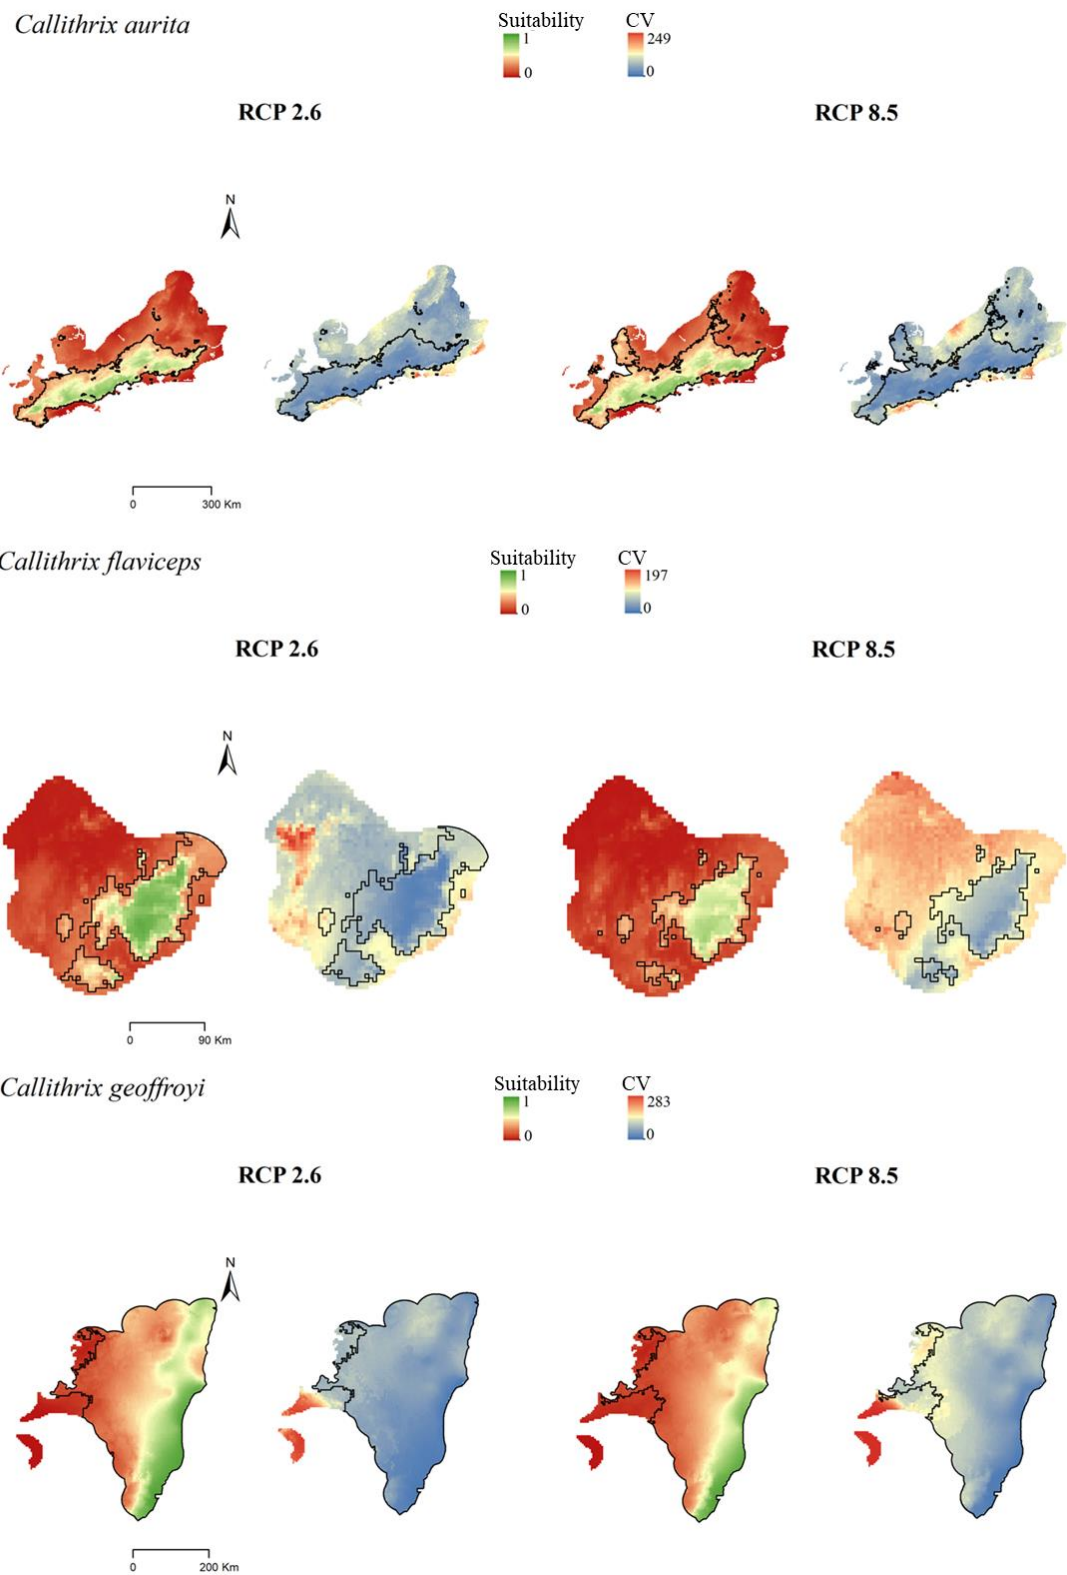 Callithrix aurita
Suitability CV
1 249
0 0
RCP 2.6 RCP 8.5
N
0 300 Km
Callithrix flaviceps
Suitability CV
1 197
0 0
RCP 2.6 RCP 8.5
N
0 90 Km
Callithrix geoffroyi
Suitability CV
1 283
0 0
RCP 2.6 RCP 8.5
N
0 200 Km